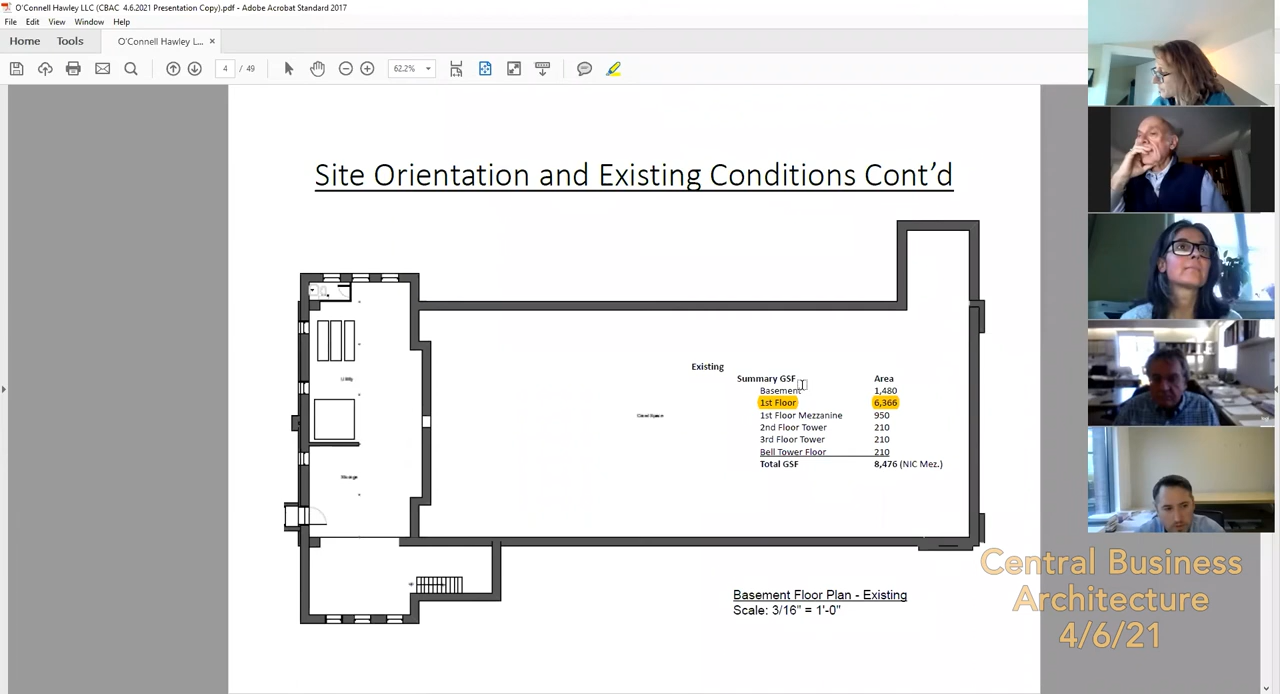 O'Connell Hawley LLC (CBAC 4.6.2021 Presentation Copy).pdf - Adobe Acrobat Standard 2017
File Edit View Window Help
Home Tools O'Connell Hawley L... ×
4 / 49 62.2%
Site Orientation and Existing Conditions Cont'd
Existing
Summary GSF Area
Basement 1,480
1st Floor 6,366
1st Floor Mezzanine 950
2nd Floor Tower 210
3rd Floor Tower 210
Bell Tower Floor 210
Total GSF 8,476 (NIC Mez.)
Utility
Crawl Space
Storage
Basement Floor Plan - Existing
Scale: 3/16" = 1'-0"
Central Business
Architecture
4/6/21